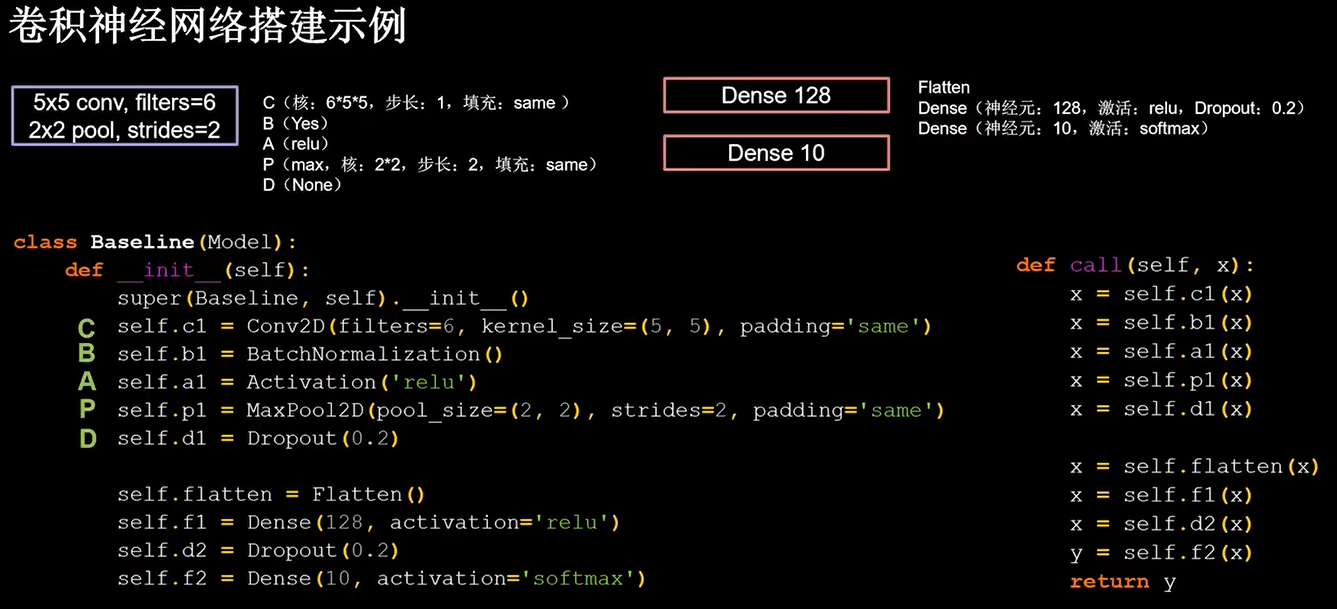 卷积神经网络搭建示例
5x5 conv, filters=6
2x2 pool, strides=2
C（核：6*5*5，步长：1，填充：same ）
B（Yes）
A（relu）
P（max，核：2*2，步长：2，填充：same）
D（None）
Dense 128
Dense 10
Flatten
Dense（神经元：128，激活：relu，Dropout：0.2）
Dense（神经元：10，激活：softmax）
class Baseline(Model):
def __init__(self):
super(Baseline, self).__init__()
C self.c1 = Conv2D(filters=6, kernel_size=(5, 5), padding='same')
B self.b1 = BatchNormalization()
A self.a1 = Activation('relu')
P self.p1 = MaxPool2D(pool_size=(2, 2), strides=2, padding='same')
D self.d1 = Dropout(0.2)
self.flatten = Flatten()
self.f1 = Dense(128, activation='relu')
self.d2 = Dropout(0.2)
self.f2 = Dense(10, activation='softmax')
def call(self, x):
x = self.c1(x)
x = self.b1(x)
x = self.a1(x)
x = self.p1(x)
x = self.d1(x)
x = self.flatten(x)
x = self.f1(x)
x = self.d2(x)
y = self.f2(x)
return y